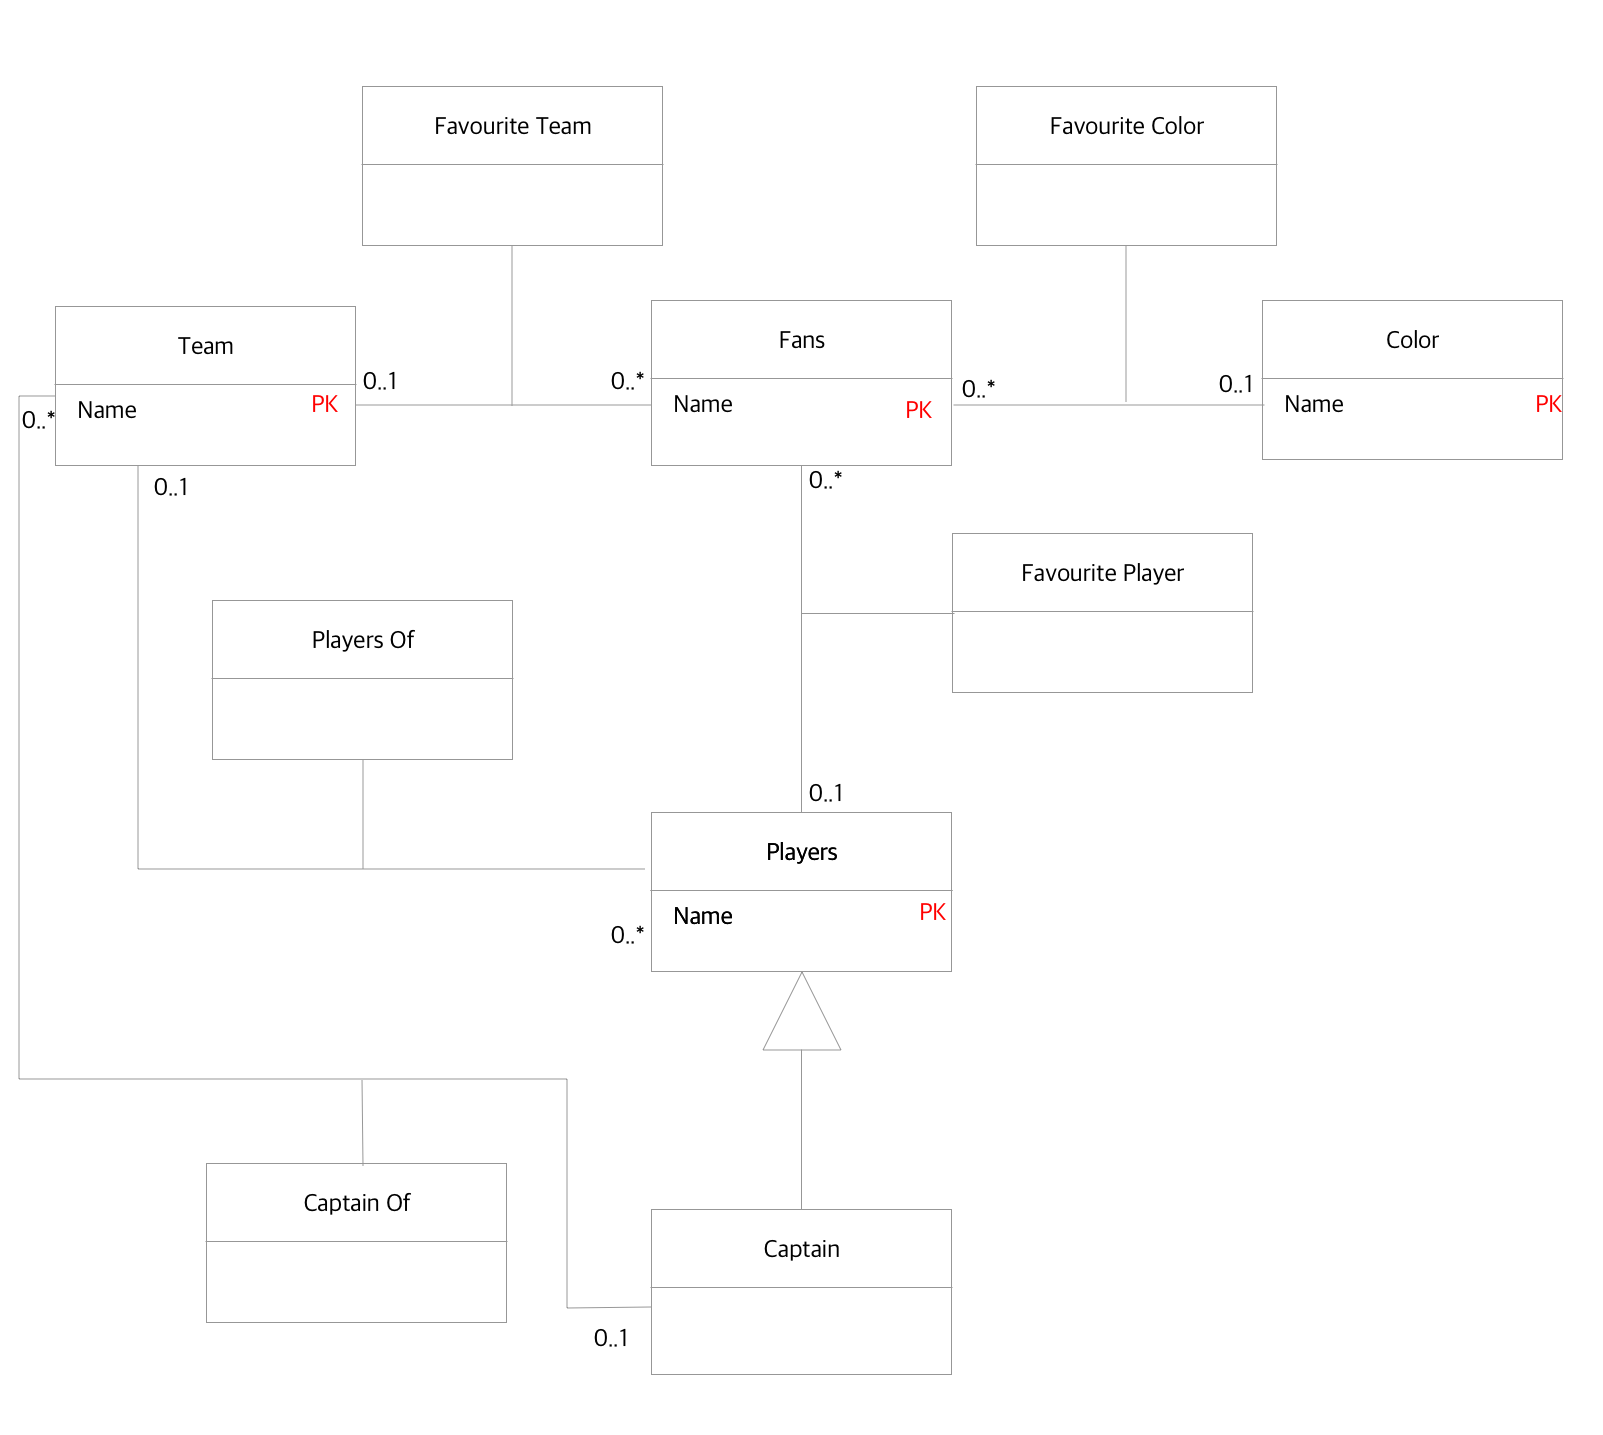 Favourite Team
Favourite Color
Team
Fans
Color
0..1
0..*
0..*
0..1
Name
PK
Name
PK
Name
PK
0..*
0..1
0..*
Favourite Player
Players Of
0..1
Players
Name
PK
0..*
Captain Of
Captain
0..1